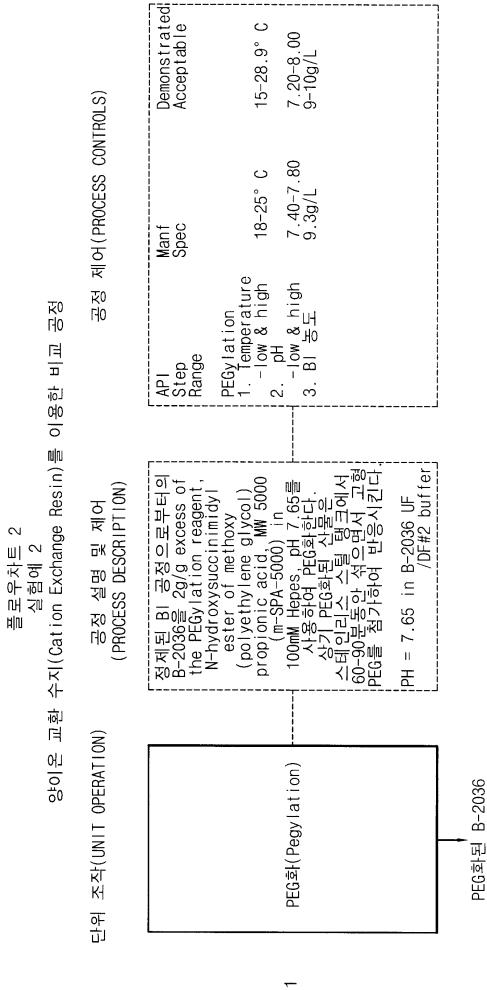 플로우차트 2
실험예 2
양이온 교환 수지(Cation Exchange Resin)를 이용한 비교 공정
단위 조작(UNIT OPERATION)
공정 설명 및 제어
(PROCESS DESCRIPTION)
공정 제어(PROCESS CONTROLS)
1
PEG화(Pegylation)
PEG화된 B-2036
정제된 BI 공정으로부터의
B-2036을 2g/g excess of
the PEGylation reagent,
N-hydroxysuccinimidyl
ester of methoxy
(polyethylene glycol)
propionic acid, MW 5000
(m-SPA-5000) in
100mM Hepes, pH 7.65를
사용하여 PEG화하다.
상기 PEG화된 산물은
스테인리스 스틸 탱크에서
60-90분동안 섞으면서 고형
PEG를 첨가하여 반응시킨다.
PH = 7.65 in B-2036 UF
/DF#2 buffer
API Manf Demonstrated
Step Spec Acceptable
Range
PEGylation
1. Temperature
-low & high 18-25° C 15-28.9° C
2. pH
-low & high 7.40-7.80 7.20-8.00
3. BI 농도 9.3g/L 9-10g/L